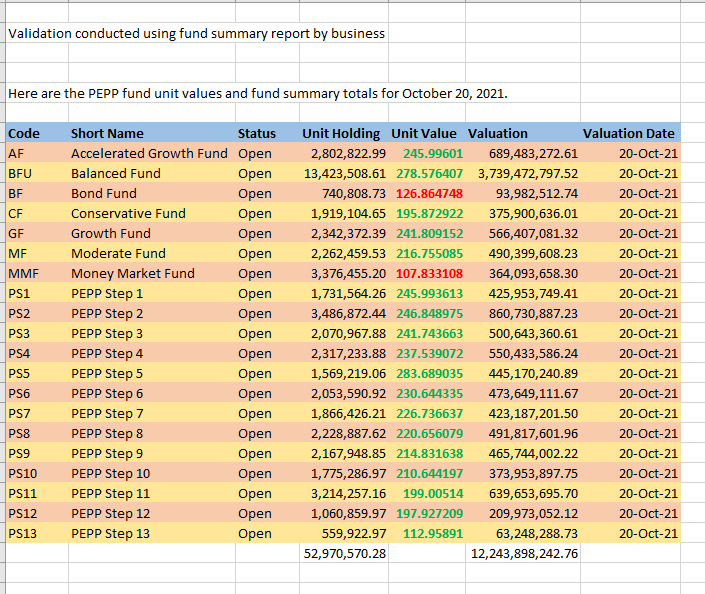 Validation conducted using fund summary report by business
Here are the PEPP fund unit values and fund summary totals for October 20, 2021.
Code Short Name Status Unit Holding Unit Value Valuation Valuation Date
AF Accelerated Growth Fund Open 2,802,822.99 245.99601 689,483,272.61 20-Oct-21
BFU Balanced Fund Open 13,423,508.61 278.576407 3,739,472,797.52 20-Oct-21
BF Bond Fund Open 740,808.73 126.864748 93,982,512.74 20-Oct-21
CF Conservative Fund Open 1,919,104.65 195.872922 375,900,636.01 20-Oct-21
GF Growth Fund Open 2,342,372.39 241.809152 566,407,081.32 20-Oct-21
MF Moderate Fund Open 2,262,459.53 216.755085 490,399,608.23 20-Oct-21
MMF Money Market Fund Open 3,376,455.20 107.833108 364,093,658.30 20-Oct-21
PS1 PEPP Step 1 Open 1,731,564.26 245.993613 425,953,749.41 20-Oct-21
PS2 PEPP Step 2 Open 3,486,872.44 246.848975 860,730,887.23 20-Oct-21
PS3 PEPP Step 3 Open 2,070,967.88 241.743663 500,643,360.61 20-Oct-21
PS4 PEPP Step 4 Open 2,317,233.88 237.539072 550,433,586.24 20-Oct-21
PS5 PEPP Step 5 Open 1,569,219.06 283.689035 445,170,240.89 20-Oct-21
PS6 PEPP Step 6 Open 2,053,590.92 230.644335 473,649,111.67 20-Oct-21
PS7 PEPP Step 7 Open 1,866,426.21 226.736637 423,187,201.50 20-Oct-21
PS8 PEPP Step 8 Open 2,228,887.62 220.656079 491,817,601.96 20-Oct-21
PS9 PEPP Step 9 Open 2,167,948.85 214.831638 465,744,002.22 20-Oct-21
PS10 PEPP Step 10 Open 1,775,286.97 210.644197 373,953,897.75 20-Oct-21
PS11 PEPP Step 11 Open 3,214,257.16 199.00514 639,653,695.70 20-Oct-21
PS12 PEPP Step 12 Open 1,060,859.97 197.927209 209,973,052.12 20-Oct-21
PS13 PEPP Step 13 Open 559,922.97 112.95891 63,248,288.73 20-Oct-21
52,970,570.28 12,243,898,242.76